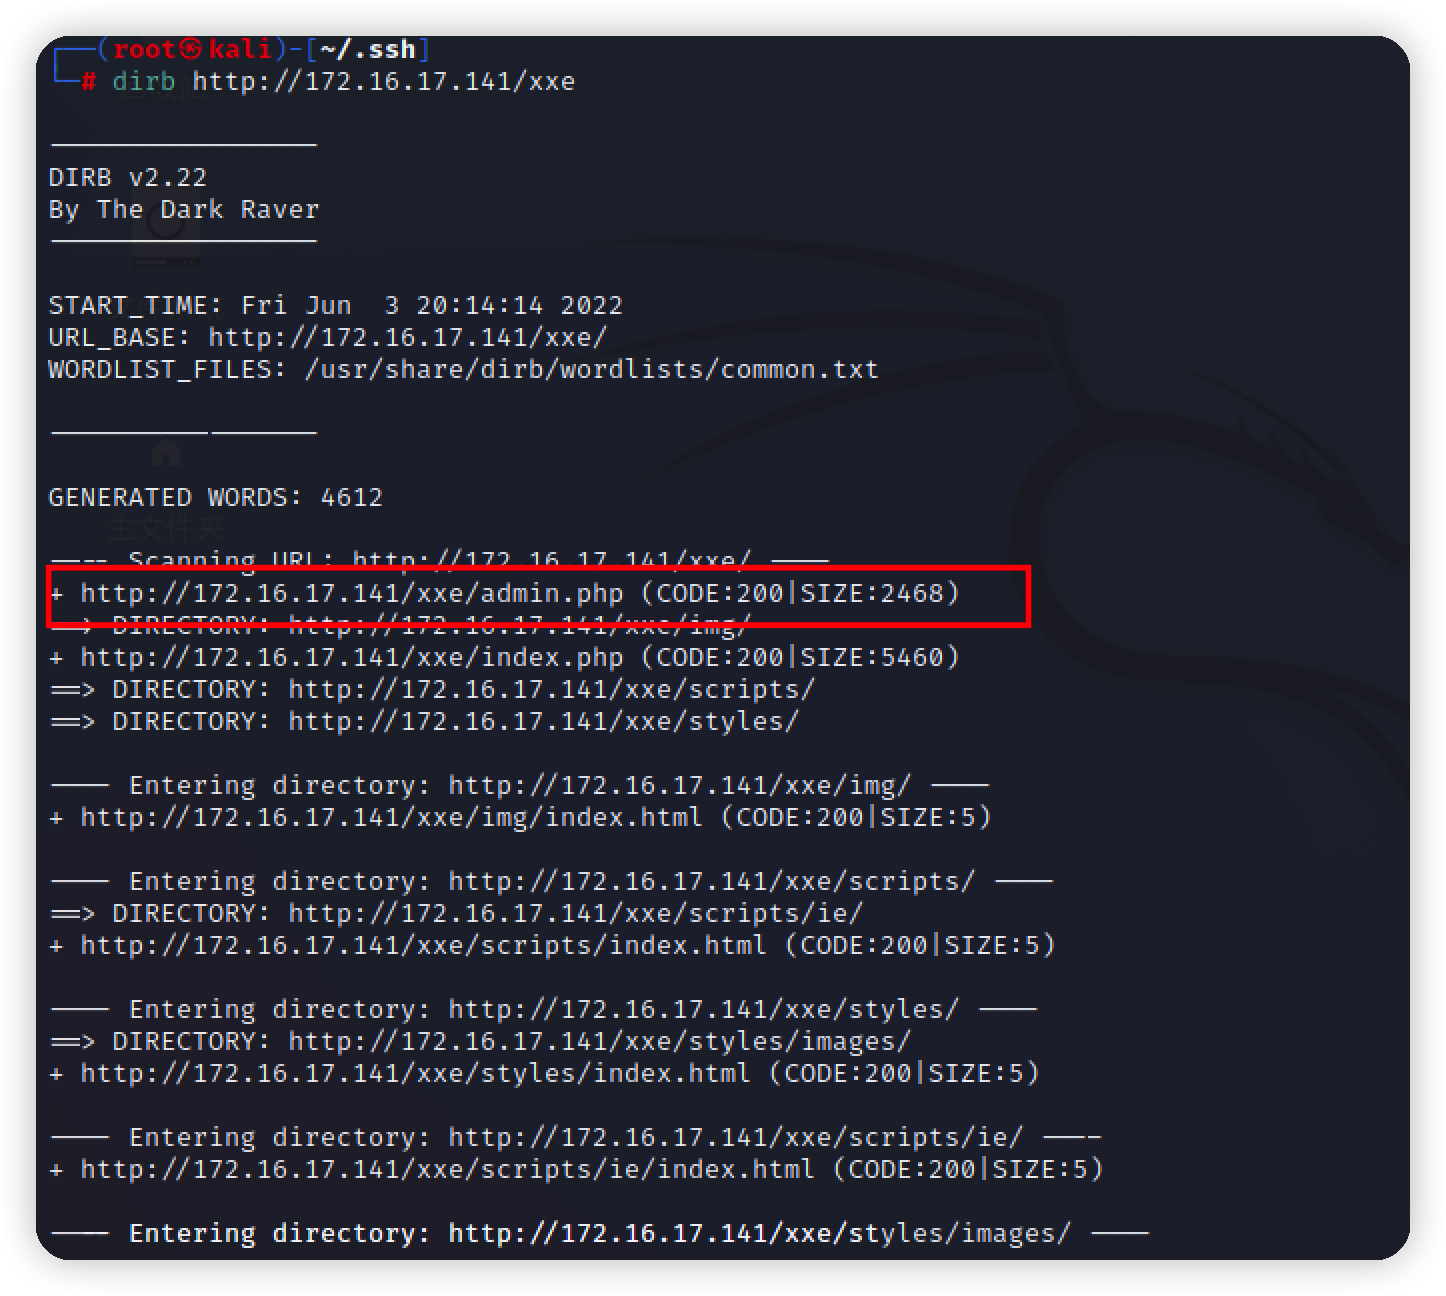 ┌──(root㉿kali)-[~/.ssh]
└─# dirb http://172.16.17.141/xxe
-----------------
DIRB v2.22
By The Dark Raver
-----------------
START_TIME: Fri Jun  3 20:14:14 2022
URL_BASE: http://172.16.17.141/xxe/
WORDLIST_FILES: /usr/share/dirb/wordlists/common.txt
-----------------
GENERATED WORDS: 4612
主文件夹
---- Scanning URL: http://172.16.17.141/xxe/ ----
+ http://172.16.17.141/xxe/admin.php (CODE:200|SIZE:2468)
==> DIRECTORY: http://172.16.17.141/xxe/img/
+ http://172.16.17.141/xxe/index.php (CODE:200|SIZE:5460)
==> DIRECTORY: http://172.16.17.141/xxe/scripts/
==> DIRECTORY: http://172.16.17.141/xxe/styles/
---- Entering directory: http://172.16.17.141/xxe/img/ ----
+ http://172.16.17.141/xxe/img/index.html (CODE:200|SIZE:5)
---- Entering directory: http://172.16.17.141/xxe/scripts/ ----
==> DIRECTORY: http://172.16.17.141/xxe/scripts/ie/
+ http://172.16.17.141/xxe/scripts/index.html (CODE:200|SIZE:5)
---- Entering directory: http://172.16.17.141/xxe/styles/ ----
==> DIRECTORY: http://172.16.17.141/xxe/styles/images/
+ http://172.16.17.141/xxe/styles/index.html (CODE:200|SIZE:5)
---- Entering directory: http://172.16.17.141/xxe/scripts/ie/ ----
+ http://172.16.17.141/xxe/scripts/ie/index.html (CODE:200|SIZE:5)
---- Entering directory: http://172.16.17.141/xxe/styles/images/ ----